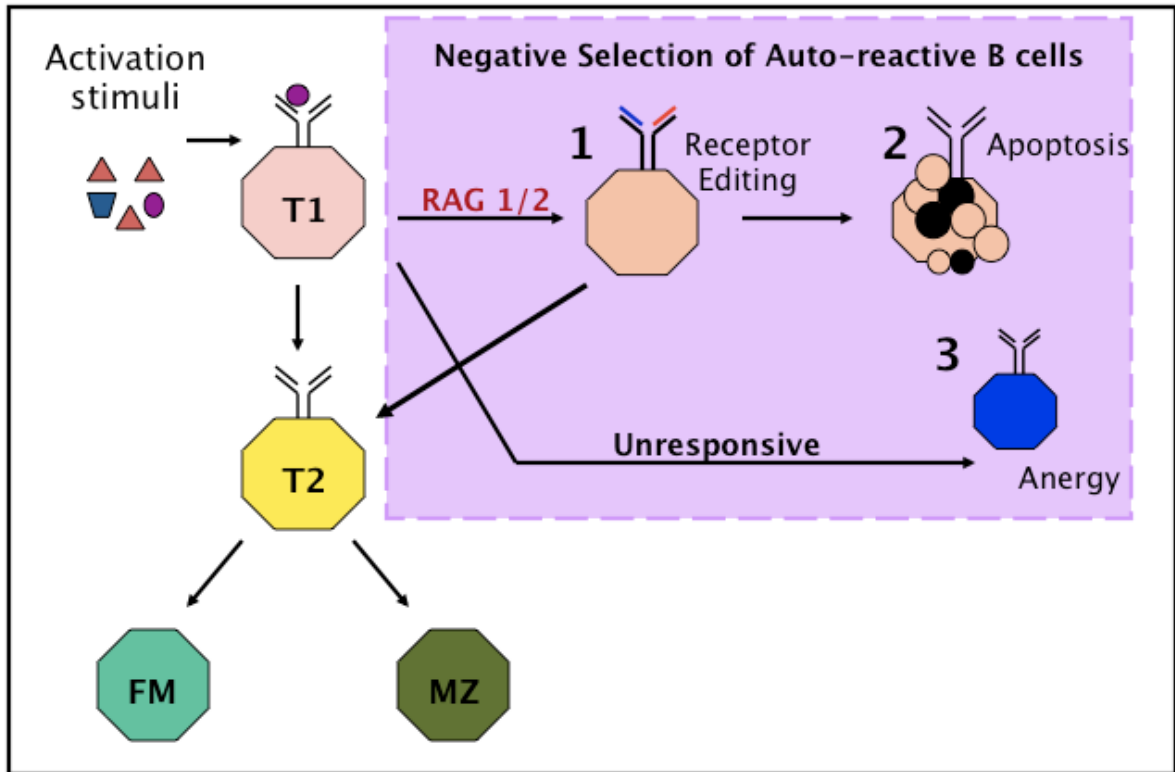 Activation
stimuli
Negative Selection of Auto-reactive B cells
T1
RAG 1/2
1
Receptor
Editing
2
Apoptosis
T2
Unresponsive
3
Anergy
FM
MZ